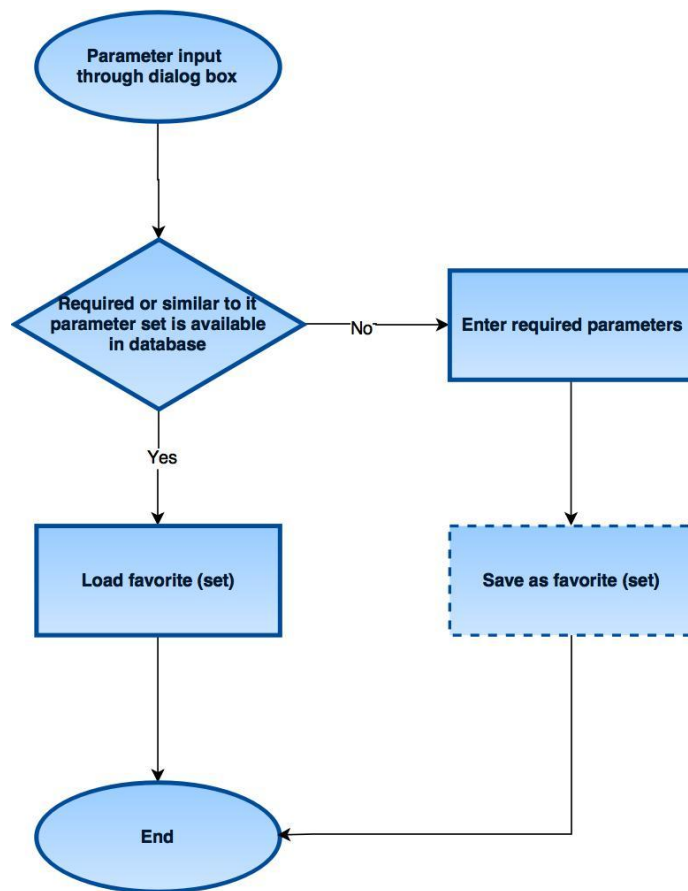 Parameter input
through dialog box
Required or similar to it
parameter set is available
in database
No
Enter required parameters
Yes
Load favorite (set)
Save as favorite (set)
End